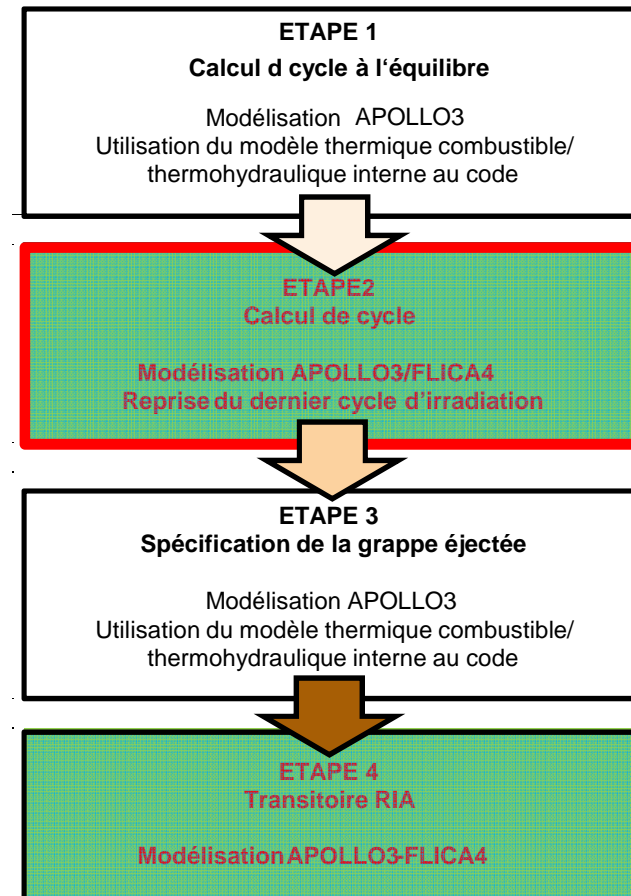 ETAPE 1
Calcul d cycle à l‘équilibre
Modélisation APOLLO3
Utilisation du modèle thermique combustible/
thermohydraulique interne au code
ETAPE2
Calcul de cycle
Modélisation APOLLO3/FLICA4
Reprise du dernier cycle d’irradiation
ETAPE 3
Spécification de la grappe éjectée
Modélisation APOLLO3
Utilisation du modèle thermique combustible/
thermohydraulique interne au code
ETAPE 4
Transitoire RIA
Modélisation APOLLO3-FLICA4